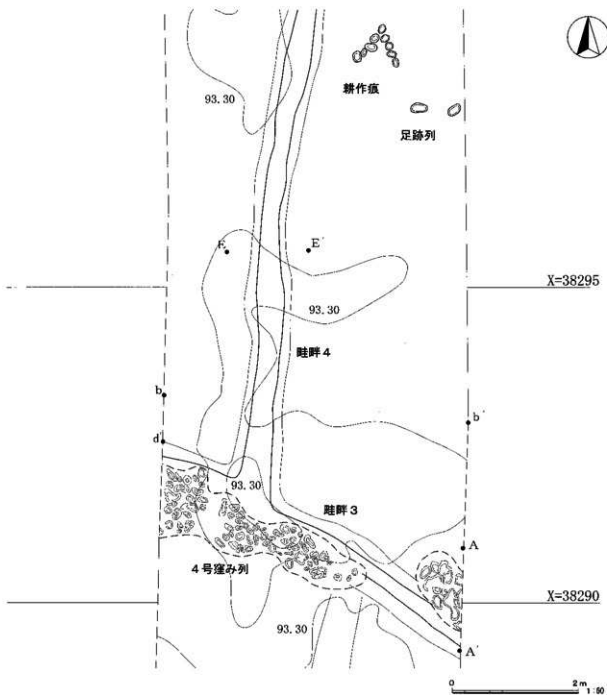 93.30
耕作痕
足跡列
E
E´
X=38295
93.30
畦畔4
b
b´
d´
93.30
畦畔3
A
4号窪み列
X=38290
93.30
A´
0
2m
1:50